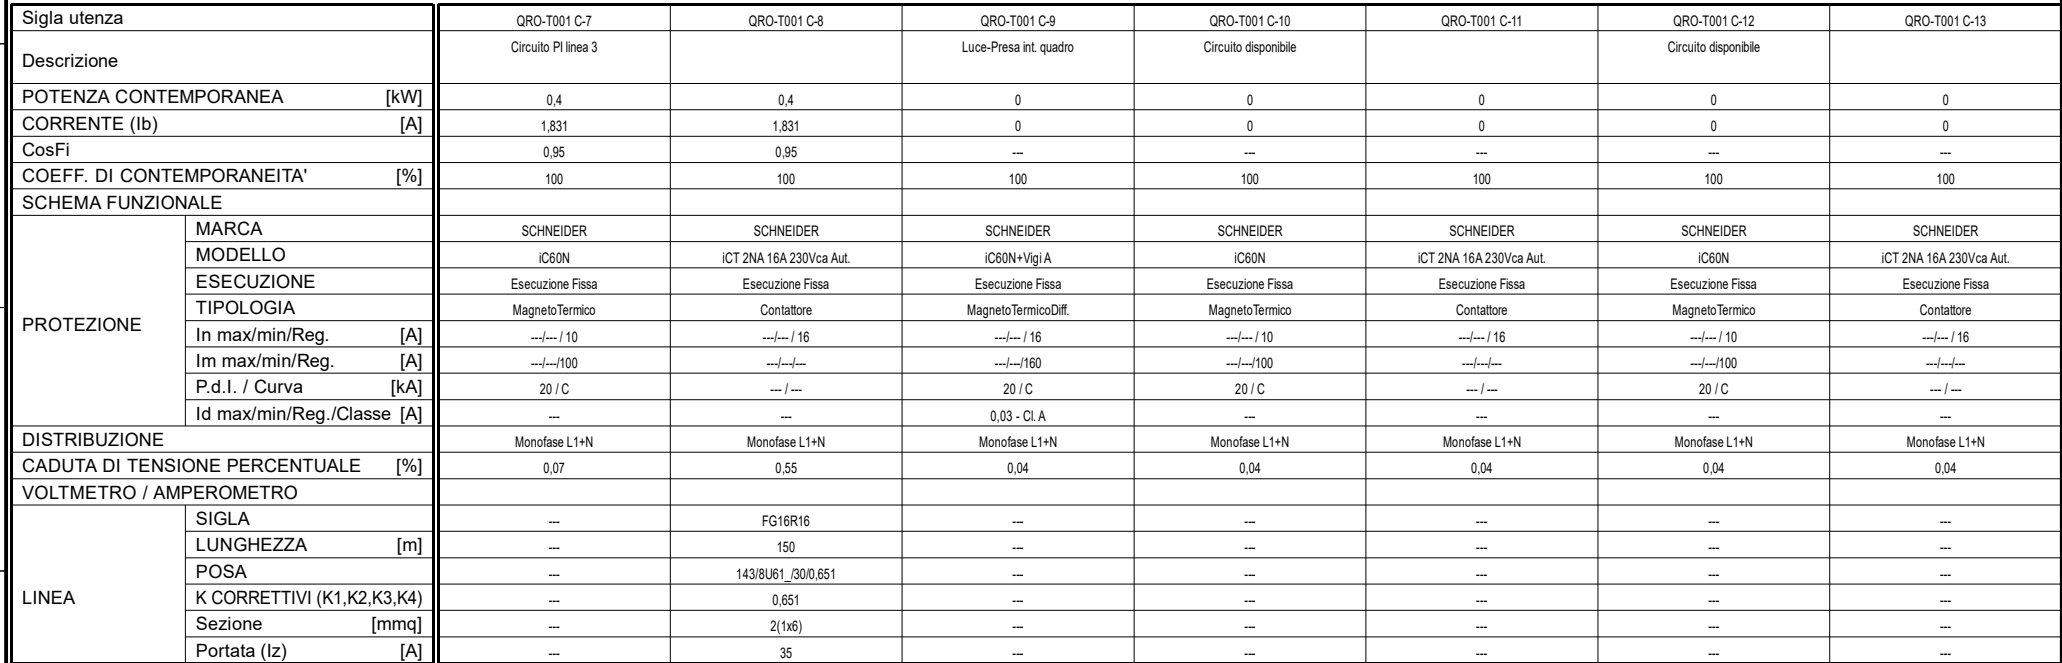 Sigla utenza QRO-T001 C-7 QRO-T001 C-8 QRO-T001 C-9 QRO-T001 C-10 QRO-T001 C-11 QRO-T001 C-12 QRO-T001 C-13
Descrizione Circuito PI linea 3 Luce-Presa int. quadro Circuito disponibile Circuito disponibile
POTENZA CONTEMPORANEA [kW] 0,4 0,4 0 0 0 0 0
CORRENTE (Ib) [A] 1,831 1,831 0 0 0 0 0
CosFi 0,95 0,95 --- --- --- --- ---
COEFF. DI CONTEMPORANEITA' [%] 100 100 100 100 100 100 100
SCHEMA FUNZIONALE
PROTEZIONE
MARCA SCHNEIDER SCHNEIDER SCHNEIDER SCHNEIDER SCHNEIDER SCHNEIDER SCHNEIDER
MODELLO iC60N iCT 2NA 16A 230Vca Aut. iC60N+Vigi A iC60N iCT 2NA 16A 230Vca Aut. iC60N iCT 2NA 16A 230Vca Aut.
ESECUZIONE Esecuzione Fissa Esecuzione Fissa Esecuzione Fissa Esecuzione Fissa Esecuzione Fissa Esecuzione Fissa Esecuzione Fissa
TIPOLOGIA MagnetoTermico Contattore MagnetoTermicoDiff. MagnetoTermico Contattore MagnetoTermico Contattore
In max/min/Reg. [A] ---/--- / 10 ---/--- / 16 ---/--- / 16 ---/--- / 10 ---/--- / 16 ---/--- / 10 ---/--- / 16
Im max/min/Reg. [A] ---/---/100 ---/---/--- ---/---/160 ---/---/100 ---/---/--- ---/---/100 ---/---/---
P.d.I. / Curva [kA] 20 / C --- / --- 20 / C 20 / C --- / --- 20 / C --- / ---
Id max/min/Reg./Classe [A] --- --- 0,03 - Cl. A --- --- --- ---
DISTRIBUZIONE Monofase L1+N Monofase L1+N Monofase L1+N Monofase L1+N Monofase L1+N Monofase L1+N Monofase L1+N
CADUTA DI TENSIONE PERCENTUALE [%] 0,07 0,55 0,04 0,04 0,04 0,04 0,04
VOLTMETRO / AMPEROMETRO
LINEA
SIGLA --- FG16R16 --- --- --- --- ---
LUNGHEZZA [m] --- 150 --- --- --- --- ---
POSA --- 143/8U61_/30/0,651 --- --- --- --- ---
K CORRETTIVI (K1,K2,K3,K4) --- 0,651 --- --- --- --- ---
Sezione [mmq] --- 2(1x6) --- --- --- --- ---
Portata (Iz) [A] --- 35 --- --- --- --- ---